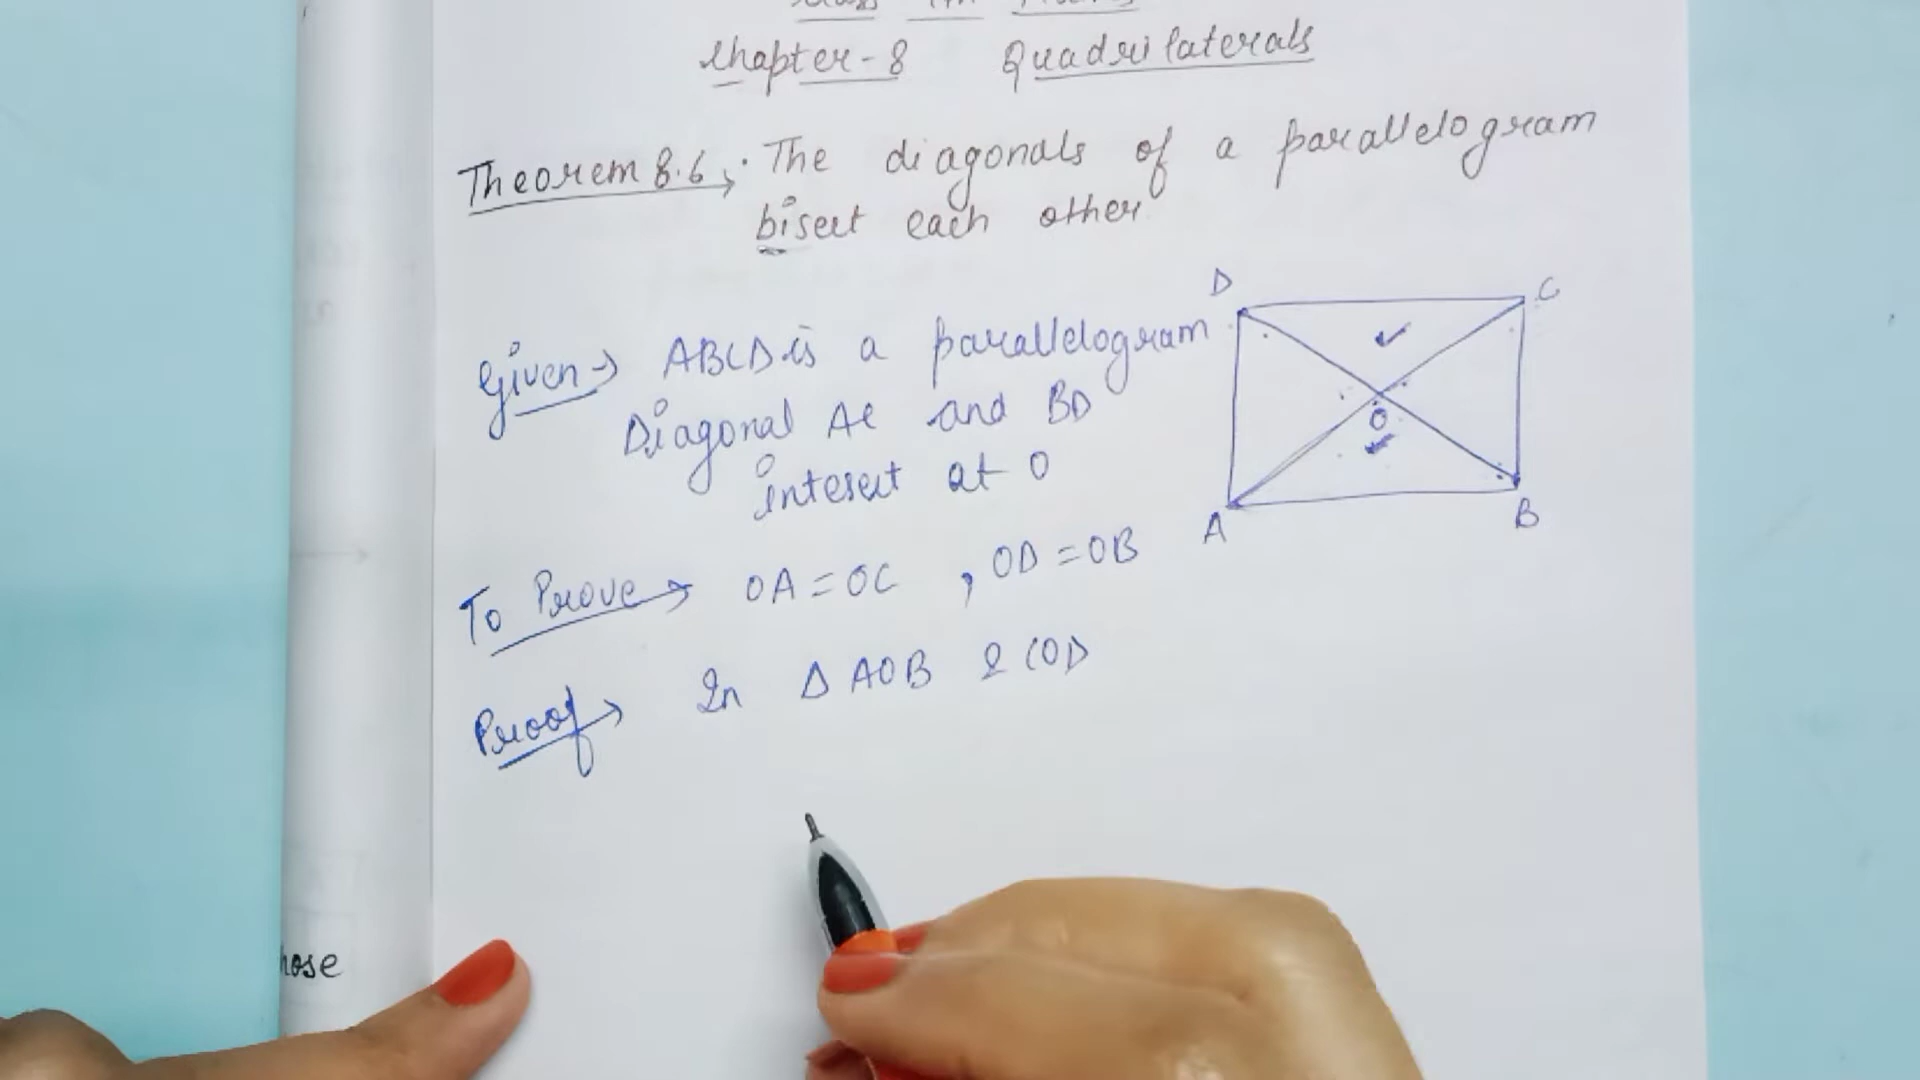 Chapter-8 Quadrilaterals
Theorem 8.6 : The diagonals of a parallelogram
bisect each other
D
C
Given → ABCD is a parallelogram
Diagonal AC and BD
intesect at O
O
A
B
To Prove → OA = OC , OD = OB
Proof → In Δ AOB & COD
hose